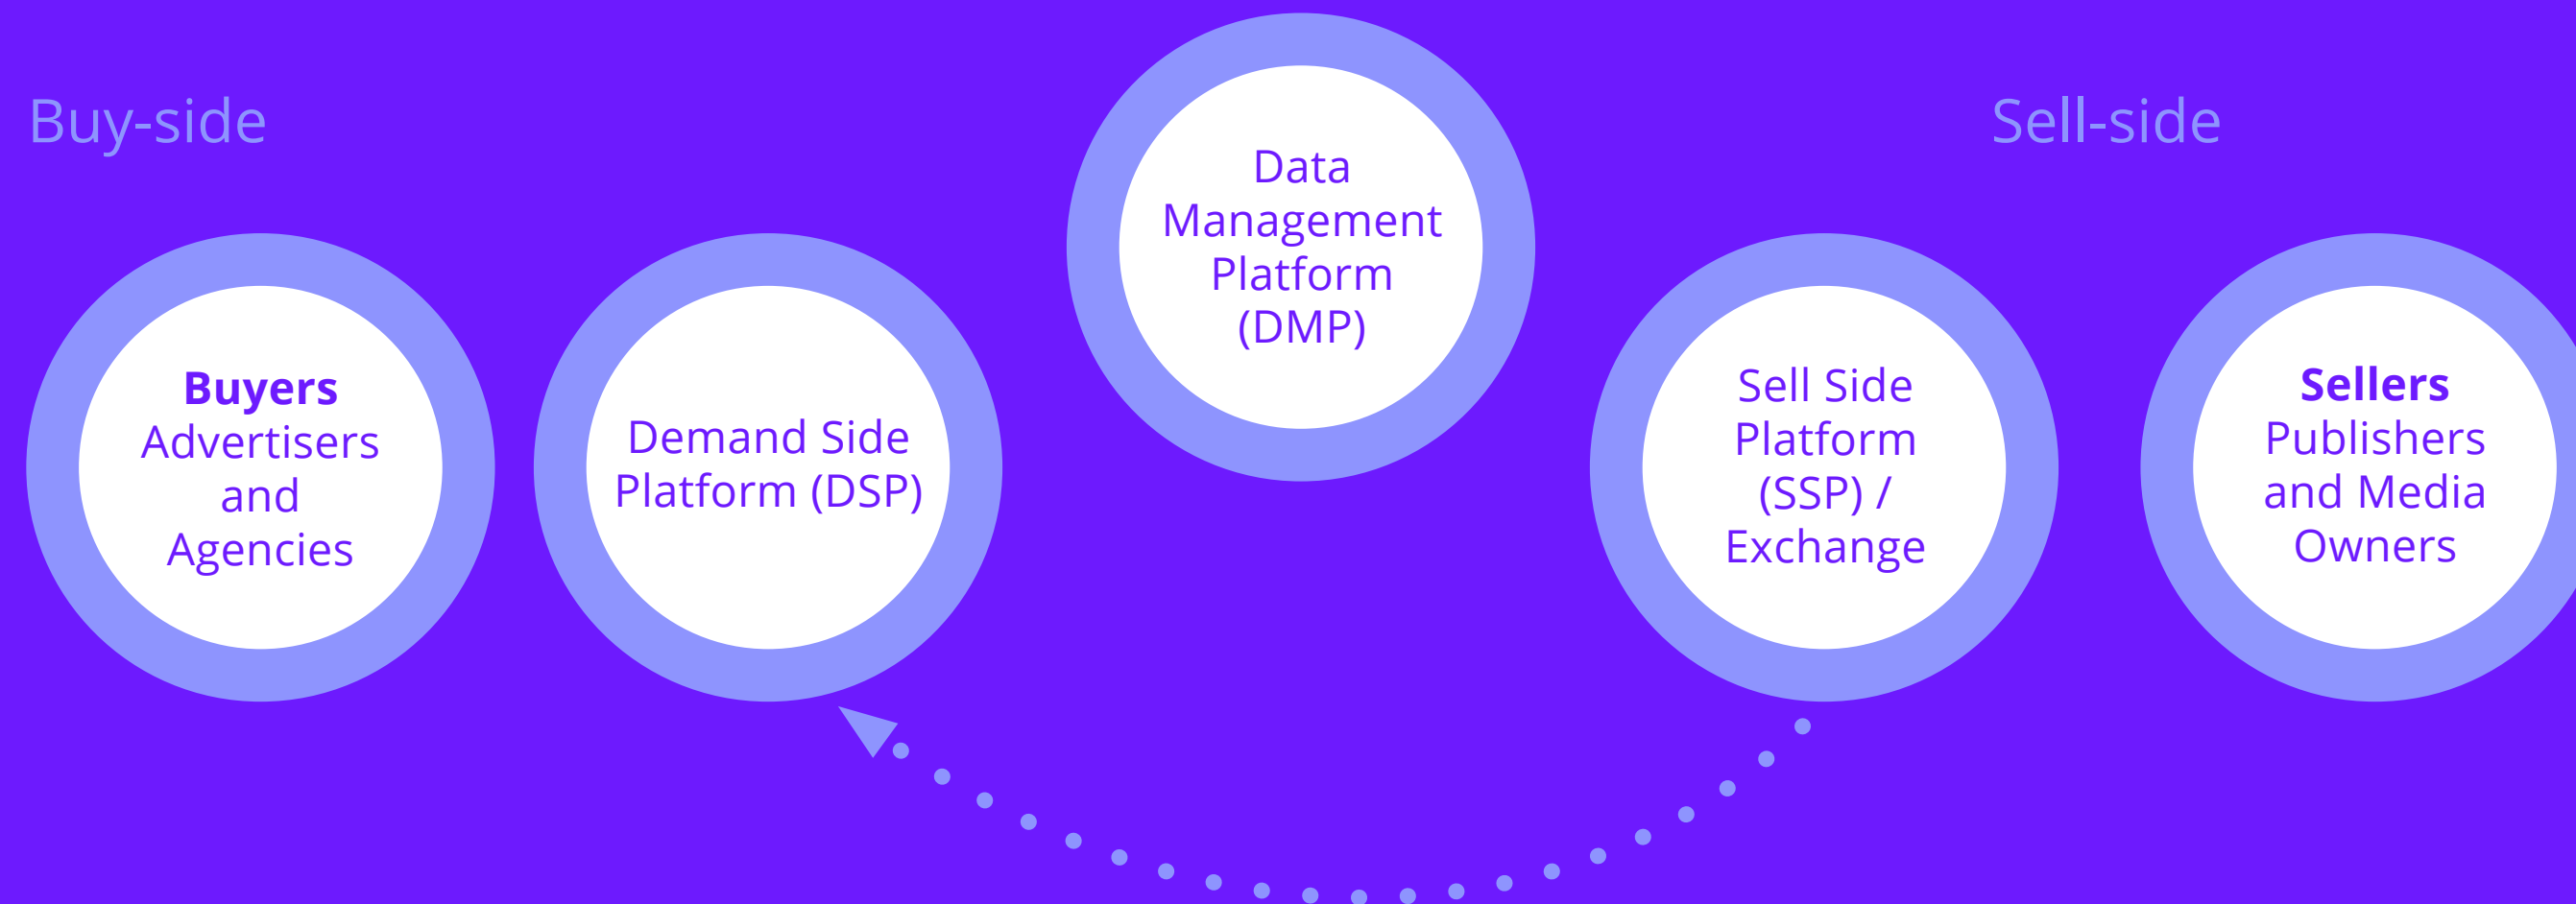 Buy-side
Sell-side
Buyers
Advertisers
and
Agencies
Demand Side
Platform (DSP)
Data
Management
Platform
(DMP)
Sell Side
Platform
(SSP) /
Exchange
Sellers
Publishers
and Media
Owners